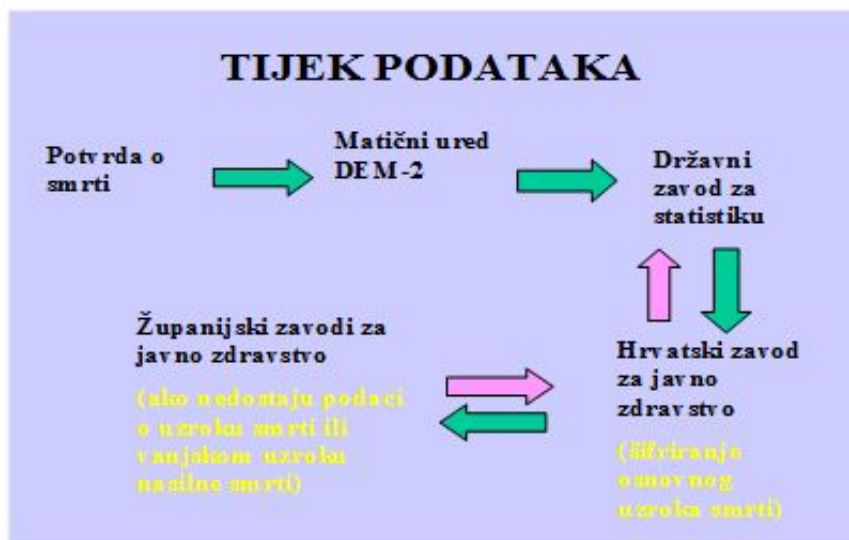 TIJEK PODATAKA
Potvrda o
smrti
Matični ured
DEM-2
Državni
zavod za
statistiku
Županijski zavodi za
javno zdravstvo
(ako nedostaju podaci
o uzroku smrti ili
vanjskom uzroku
nasilne smrti)
Hrvatski zavod
za javno
zdravstvo
(šifriranje
osnovnog
uzroka smrti)